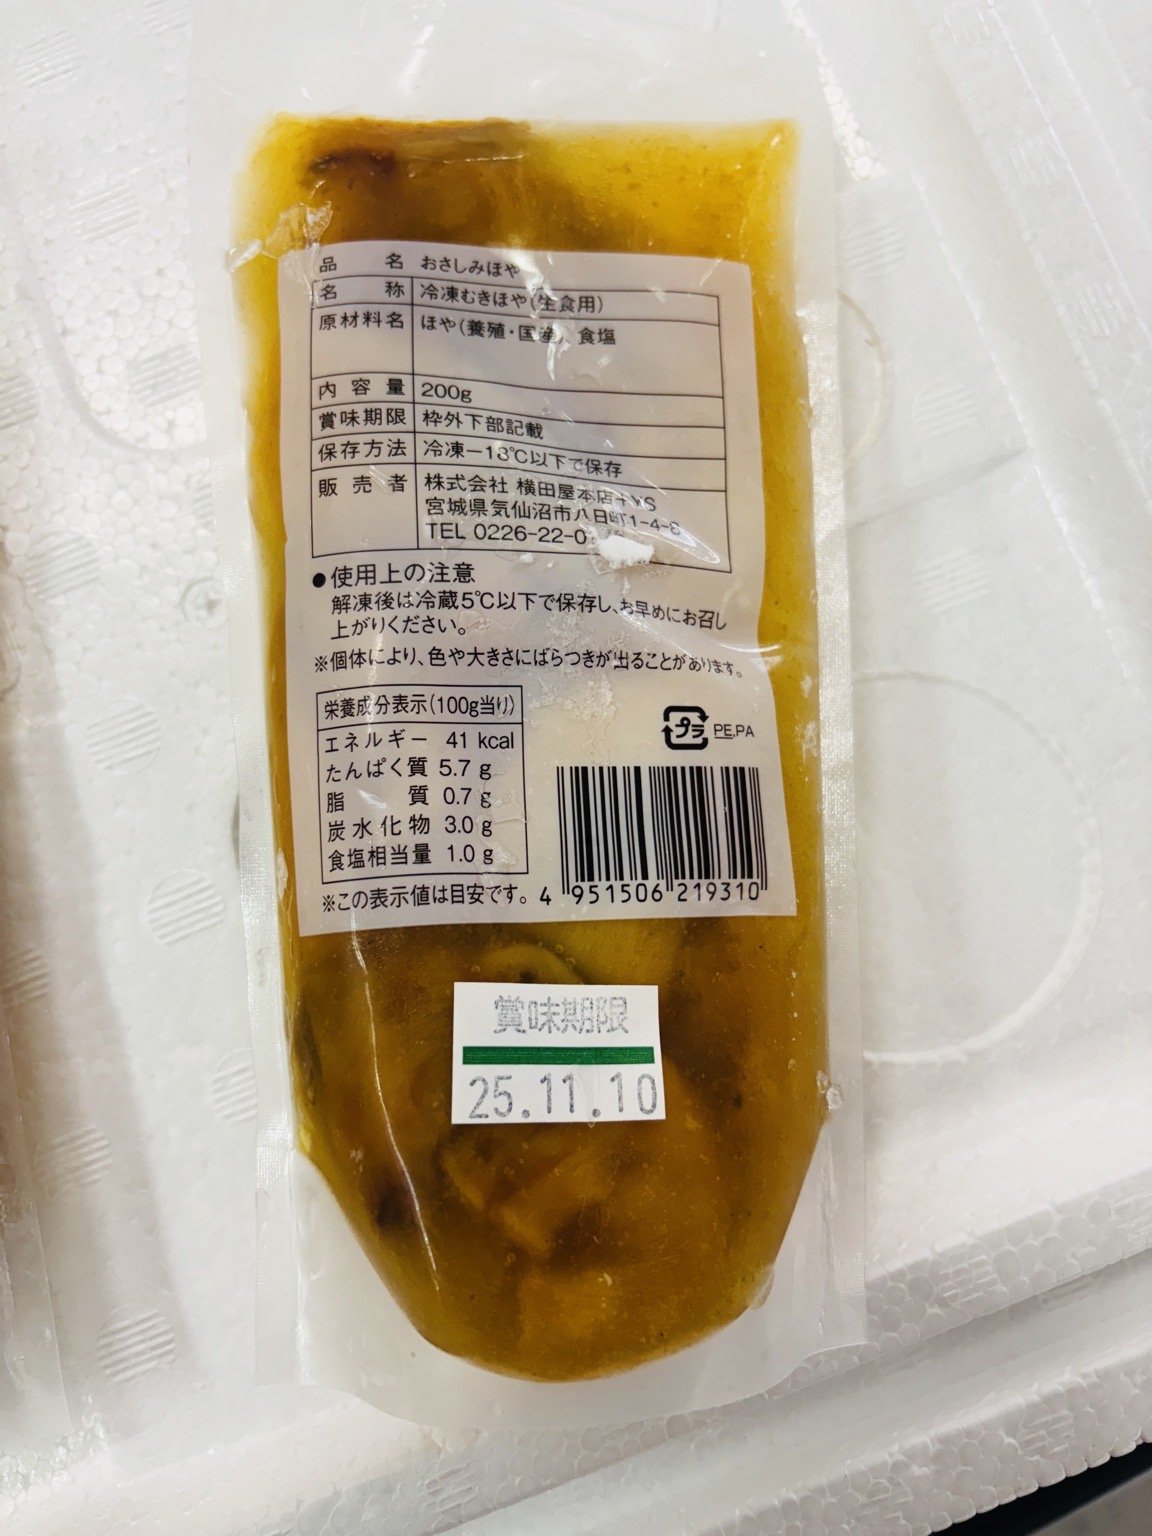 品名 おさしみほや
名称 冷凍むきほや(生食用)
原材料名 ほや(養殖・国産)、食塩
内容量 200g
賞味期限 枠外下部記載
保存方法 冷凍－18℃以下で保存
販売者 株式会社 横田屋本店+YS
宮城県気仙沼市八日町1-4-8
TEL 0226-22-0
●使用上の注意
解凍後は冷蔵5℃以下で保存し、お早めにお召し
上がりください。
※個体により、色や大きさにばらつきが出ることがあります。
栄養成分表示(100g当り)
エネルギー 41 kcal
たんぱく質 5.7 g
脂質 0.7 g
炭水化物 3.0 g
食塩相当量 1.0 g
※この表示値は目安です。
プラ PE,PA
4 951506 219310
賞味期限
25.11.10